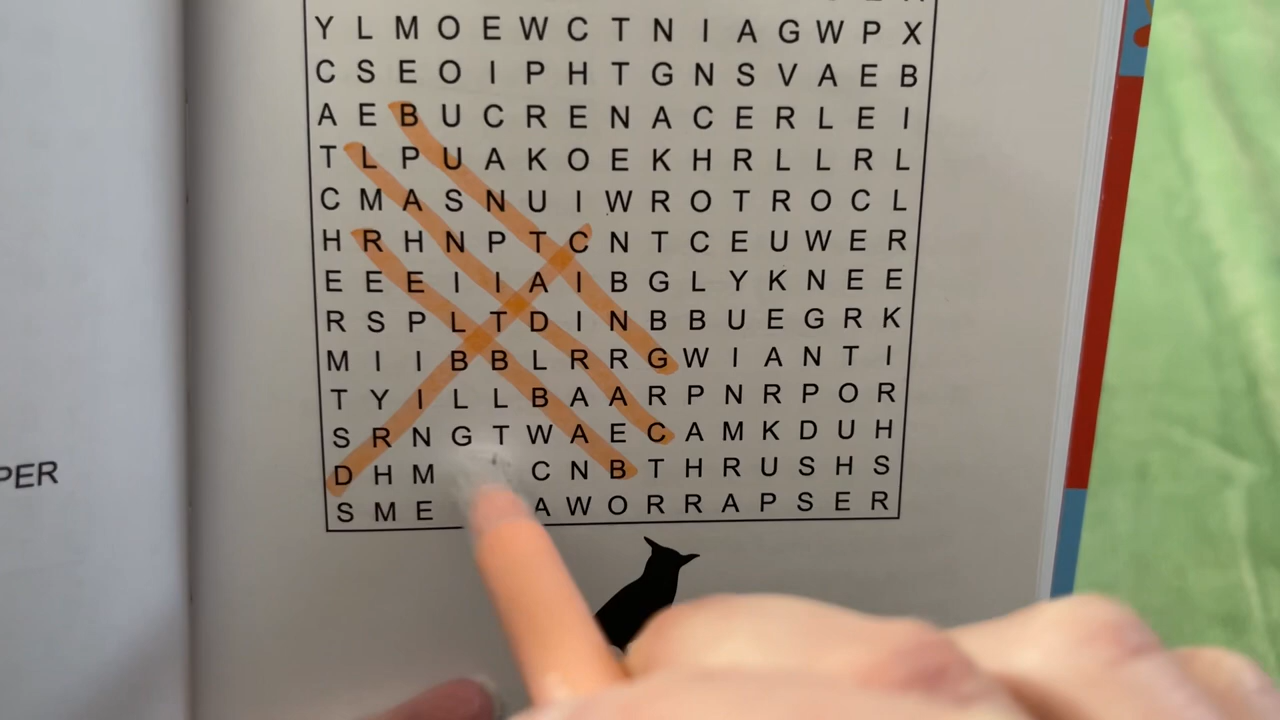 Y L M O E W C T N I A G W P X
C S E O I P H T G N S V A E B
A E B U C R E N A C E R L E I
T L P U A K O E K H R L L R L
C M A S N U I W R O T R O C L
H R H N P T C N T C E U W E R
E E E I I A I B G L Y K N E E
R S P L T D I N B B U E G R K
M I I B B L R R G W I A N T I
T Y I L L B A A R P N R P O R
S R N G T W A E C A M K D U H
PER
D H M C N B T H R U S H S
S M E A W O R R A P S E R